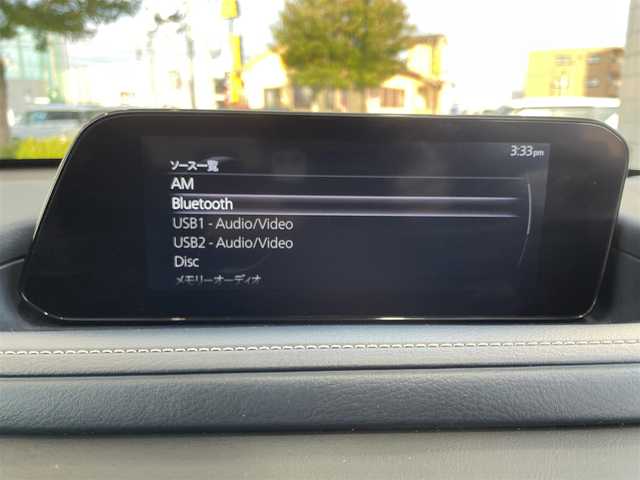 3:33pm
ソース一覧
AM
Bluetooth
USB1 - Audio/Video
USB2 - Audio/Video
Disc
メモリーオーディオ